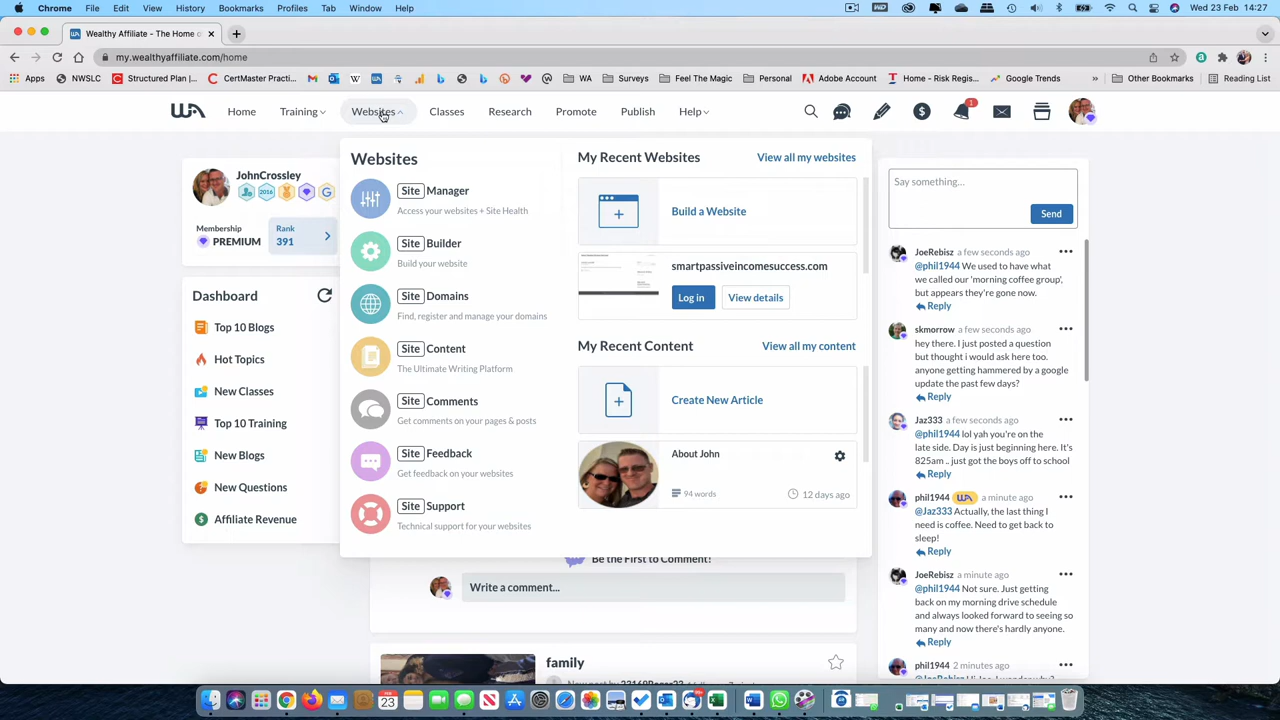 Chrome File Edit View History Bookmarks Profiles Tab Window Help
Wed 23 Feb 14:27
Wealthy Affiliate - The Home o
my.wealthyaffiliate.com/home
Apps NWSLC Structured Plan |... CertMaster Practi... WA Surveys Feel The Magic Personal Adobe Account Home - Risk Regis... Google Trends » Other Bookmarks Reading List
WA Home Training Websites Classes Research Promote Publish Help
1
JohnCrossley
2016
Membership
PREMIUM
Rank
391
Dashboard
Top 10 Blogs
Hot Topics
New Classes
Top 10 Training
New Blogs
New Questions
Affiliate Revenue
Websites
Site Manager
Access your websites + Site Health
Site Builder
Build your website
Site Domains
Find, register and manage your domains
Site Content
The Ultimate Writing Platform
Site Comments
Get comments on your pages & posts
Site Feedback
Get feedback on your websites
Site Support
Technical support for your websites
My Recent Websites View all my websites
Build a Website
smartpassiveincomesuccess.com
Log in View details
My Recent Content View all my content
Create New Article
About John
94 words 12 days ago
Be the First to Comment!
Write a comment...
family
Say something...
Send
JoeRebisz a few seconds ago
@phil1944 We used to have what
we called our 'morning coffee group',
but appears they're gone now.
Reply
skmorrow a few seconds ago
hey there. I just posted a question
but thought i would ask here too.
anyone getting hammered by a google
update the past few days?
Reply
Jaz333 a few seconds ago
@phil1944 lol yah you're on the
late side. Day is just beginning here. It's
825am .. just got the boys off to school
Reply
phil1944 WA a minute ago
@Jaz333 Actually, the last thing I
need is coffee. Need to get back to
sleep!
Reply
JoeRebisz a minute ago
@phil1944 Not sure. Just getting
back on my morning drive schedule
and always looked forward to seeing so
many and now there's hardly anyone.
Reply
phil1944 2 minutes ago